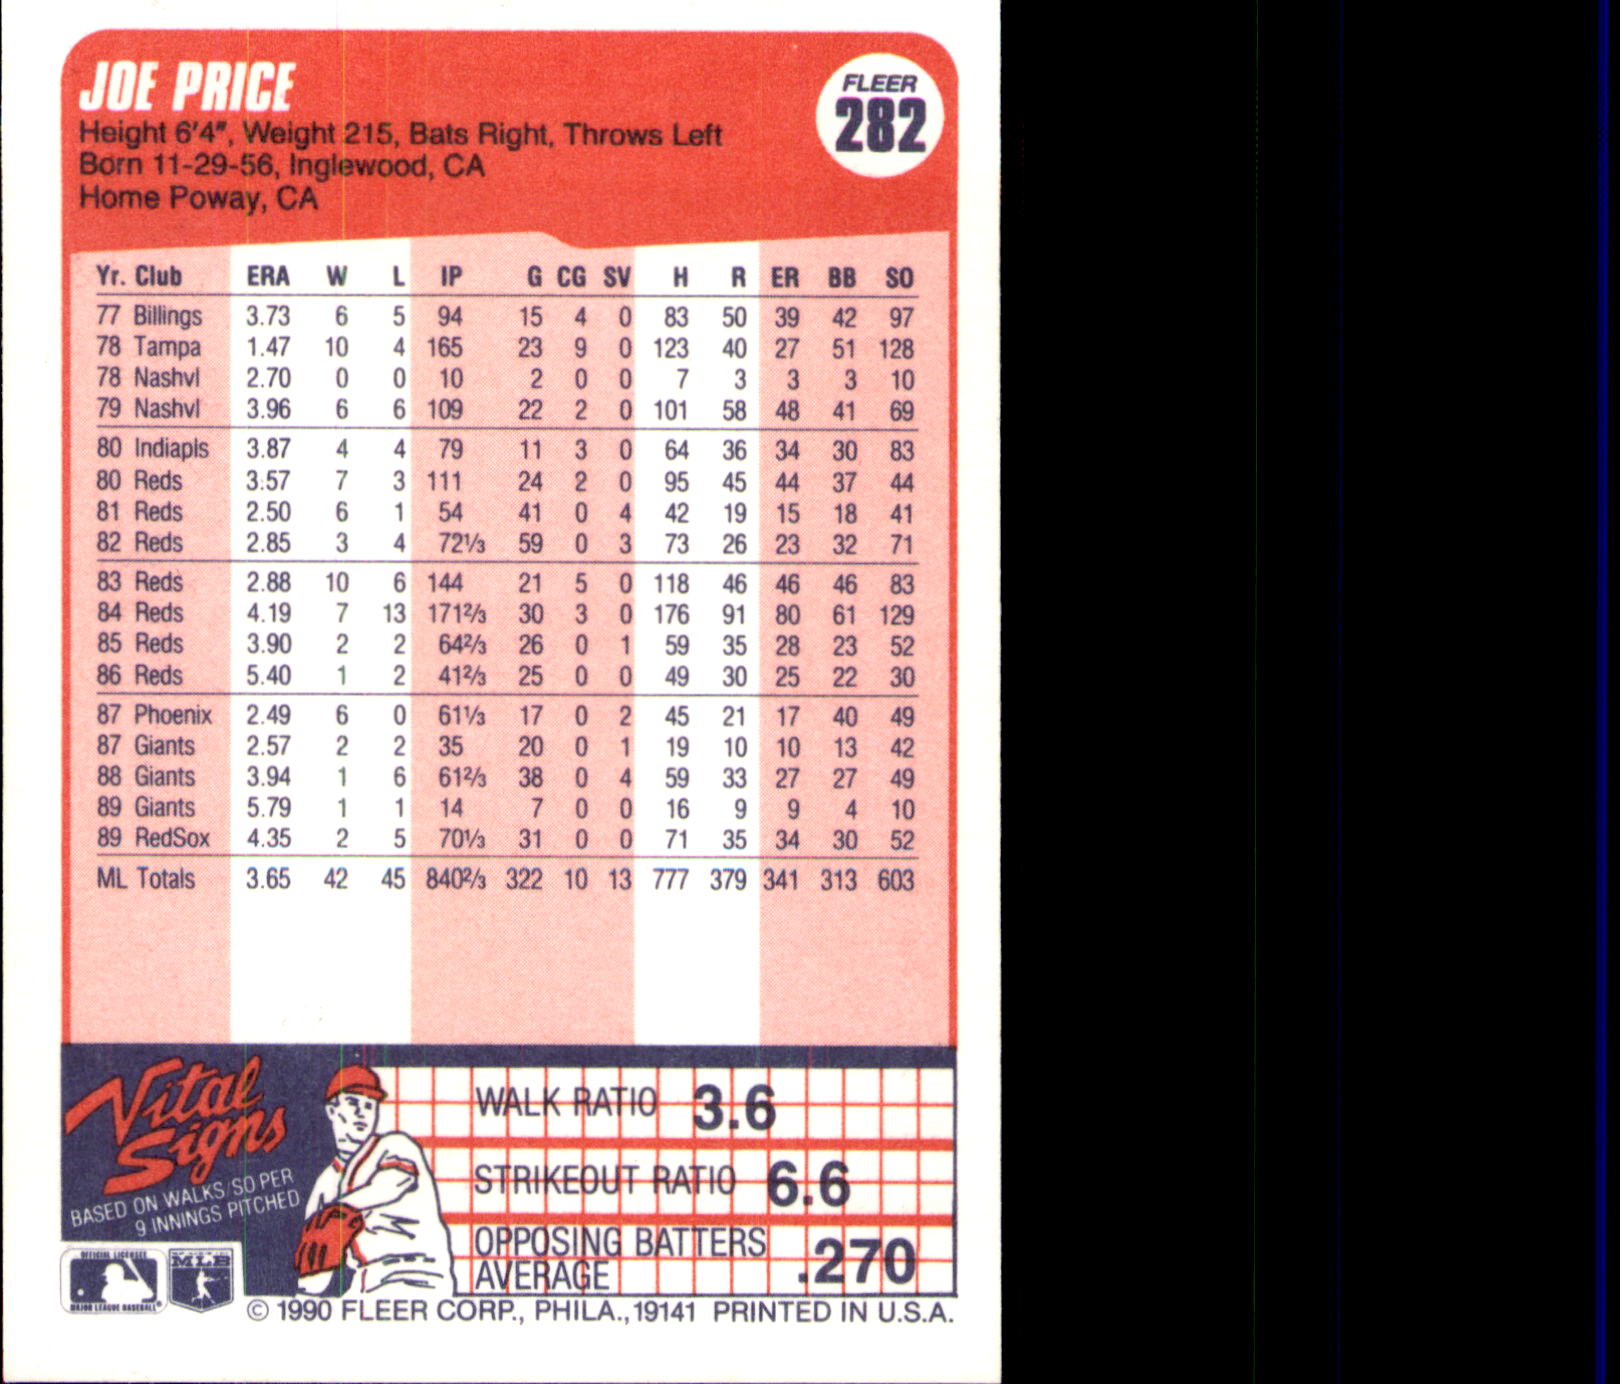 JOE PRICE
FLEER
282
Height 6'4", Weight 215, Bats Right, Throws Left
Born 11-29-56, Inglewood, CA
Home Poway, CA
Yr. Club ERA W L IP G CG SV H R ER BB SO
77 Billings 3.73 6 5 94 15 4 0 83 50 39 42 97
78 Tampa 1.47 10 4 165 23 9 0 123 40 27 51 128
78 Nashvl 2.70 0 0 10 2 0 0 7 3 3 3 10
79 Nashvl 3.96 6 6 109 22 2 0 101 58 48 41 69
80 Indiapls 3.87 4 4 79 11 3 0 64 36 34 30 83
80 Reds 3.57 7 3 111 24 2 0 95 45 44 37 44
81 Reds 2.50 6 1 54 41 0 4 42 19 15 18 41
82 Reds 2.85 3 4 72⅓ 59 0 3 73 26 23 32 71
83 Reds 2.88 10 6 144 21 5 0 118 46 46 46 83
84 Reds 4.19 7 13 171⅔ 30 3 0 176 91 80 61 129
85 Reds 3.90 2 2 64⅔ 26 0 1 59 35 28 23 52
86 Reds 5.40 1 2 41⅔ 25 0 0 49 30 25 22 30
87 Phoenix 2.49 6 0 61⅓ 17 0 2 45 21 17 40 49
87 Giants 2.57 2 2 35 20 0 1 19 10 10 13 42
88 Giants 3.94 1 6 61⅔ 38 0 4 59 33 27 27 49
89 Giants 5.79 1 1 14 7 0 0 16 9 9 4 10
89 RedSox 4.35 2 5 70⅓ 31 0 0 71 35 34 30 52
ML Totals 3.65 42 45 840⅔ 322 10 13 777 379 341 313 603
Vital
Signs
BASED ON WALKS/SO PER
9 INNINGS PITCHED
WALK RATIO 3.6
STRIKEOUT RATIO 6.6
OPPOSING BATTERS
AVERAGE .270
OFFICIAL LICENSEE
MAJOR LEAGUE BASEBALL
MLB
© 1990 FLEER CORP., PHILA., 19141 PRINTED IN U.S.A.